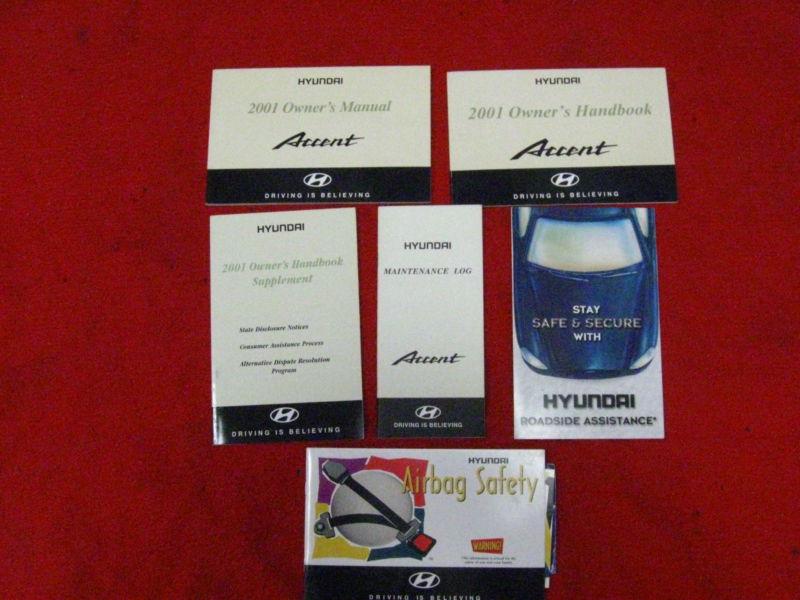 HYUNDAI
2001 Owner's Manual
Accent
DRIVING IS BELIEVING
HYUNDAI
2001 Owner's Handbook
Accent
DRIVING IS BELIEVING
HYUNDAI
2001 Owner's Handbook
Supplement
State Disclosure Notices
Consumer Assistance Process
Alternative Dispute Resolution
Program
DRIVING IS BELIEVING
HYUNDAI
MAINTENANCE LOG
Accent
DRIVING IS BELIEVING
STAY
SAFE & SECURE
WITH
HYUNDAI
ROADSIDE ASSISTANCE*
HYUNDAI
Airbag Safety
WARNING!
DRIVING IS BELIEVING